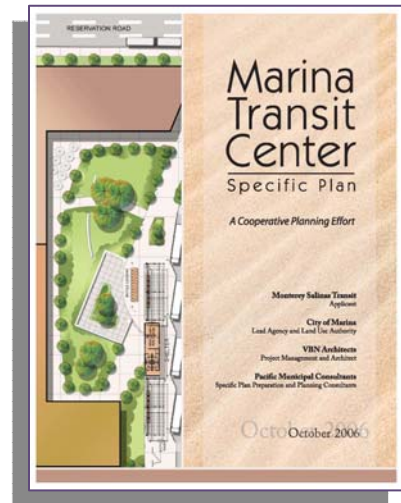 RESERVATION ROAD
Marina
Transit
Center
Specific Plan
A Cooperative Planning Effort
Monterey Salinas Transit
Applicant
City of Marina
Lead Agency and Land Use Authority
VBN Architects
Project Management and Architect
Pacific Municipal Consultants
Specific Plan Preparation and Planning Consultants
October 2006
October 2006